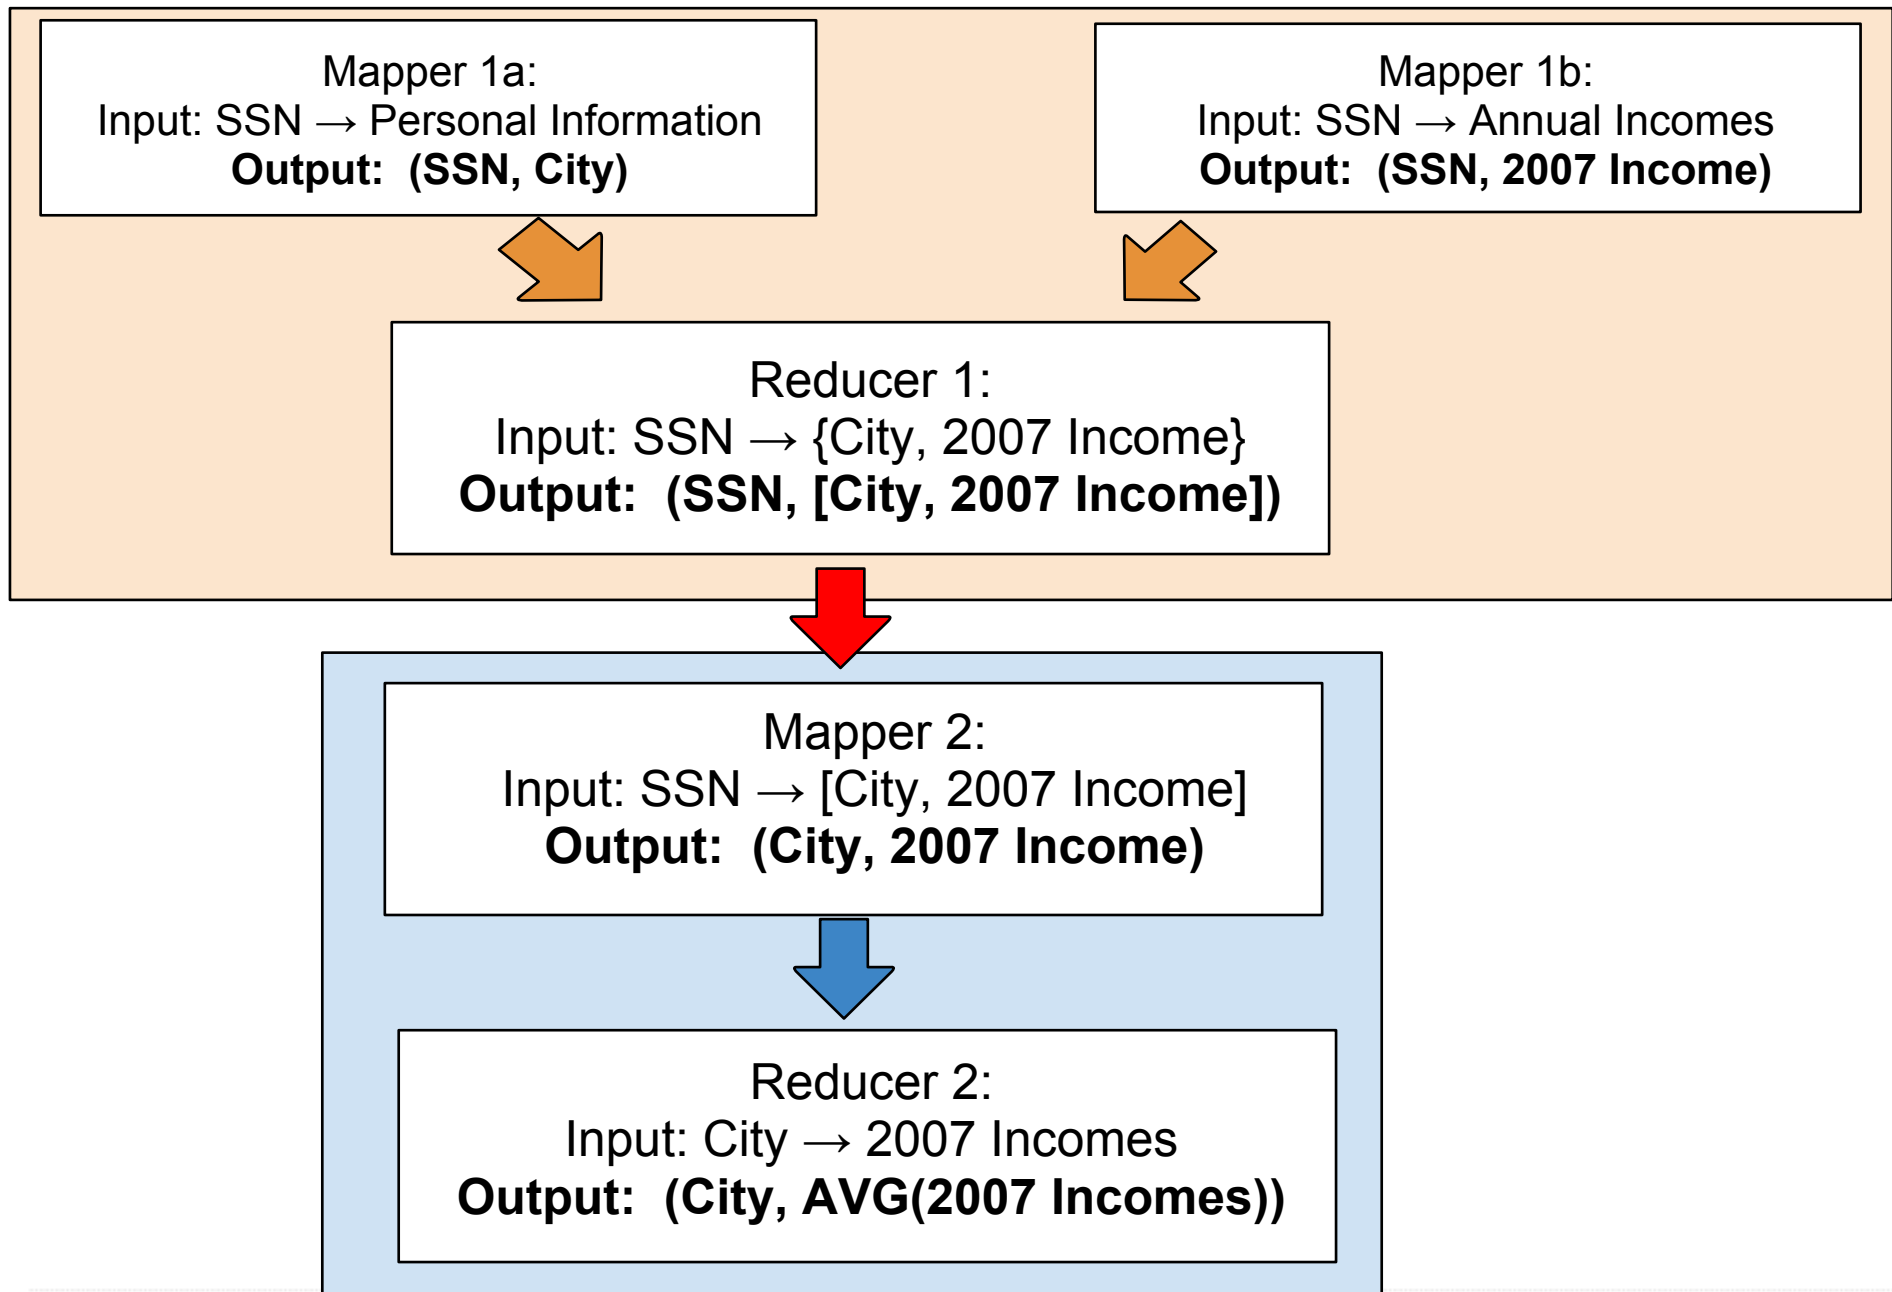 Mapper 1a:
Input: SSN → Personal Information
Output:  (SSN, City)
Mapper 1b:
Input: SSN → Annual Incomes
Output:  (SSN, 2007 Income)
Reducer 1:
Input: SSN → {City, 2007 Income}
Output:  (SSN, [City, 2007 Income])
Mapper 2:
Input: SSN → [City, 2007 Income]
Output:  (City, 2007 Income)
Reducer 2:
Input: City → 2007 Incomes
Output:  (City, AVG(2007 Incomes))